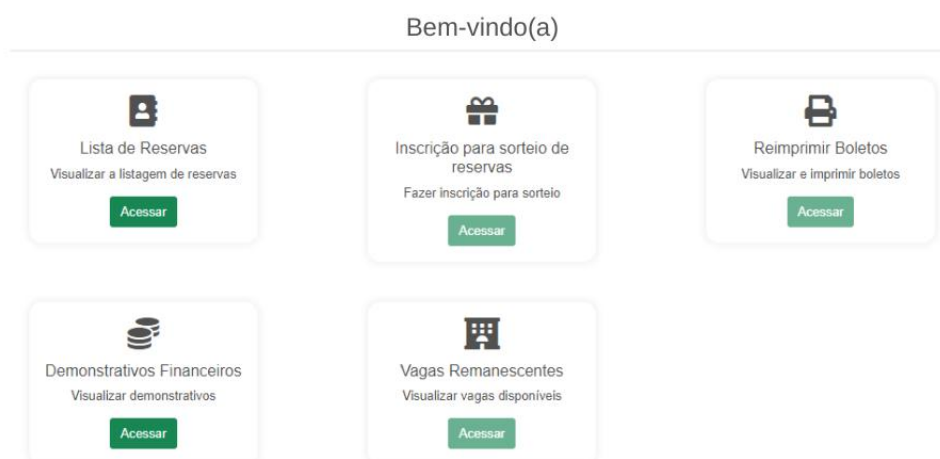 Bem-vindo(a)
Lista de Reservas
Visualizar a listagem de reservas
Acessar
Inscrição para sorteio de
reservas
Fazer inscrição para sorteio
Acessar
Reimprimir Boletos
Visualizar e imprimir boletos
Acessar
Demonstrativos Financeiros
Visualizar demonstrativos
Acessar
Vagas Remanescentes
Visualizar vagas disponíveis
Acessar